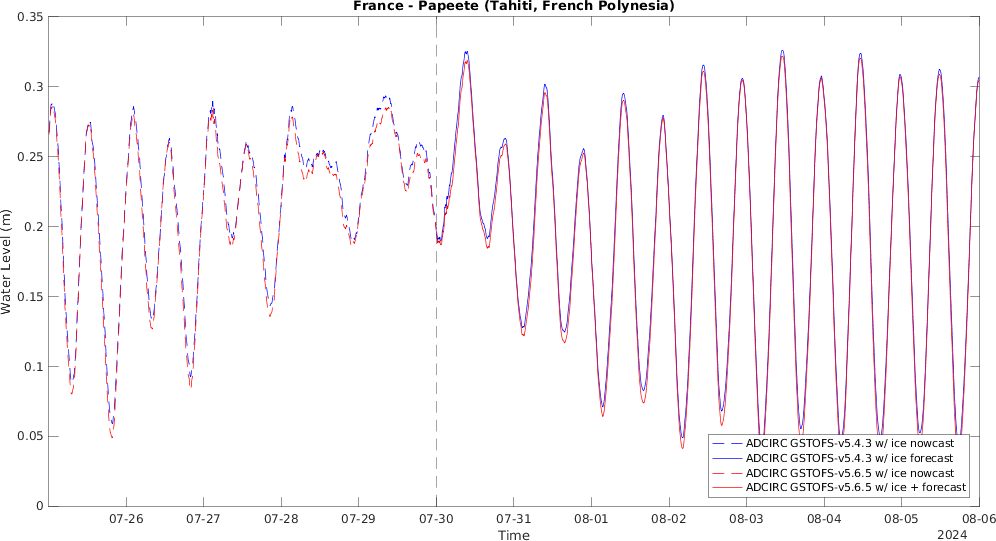 France - Papeete (Tahiti, French Polynesia)
0.35
0.3
0.25
0.2
0.15
0.1
0.05
0
Water Level (m)
ADCIRC GSTOFS-v5.4.3 w/ ice nowcast
ADCIRC GSTOFS-v5.4.3 w/ ice forecast
ADCIRC GSTOFS-v5.6.5 w/ ice nowcast
ADCIRC GSTOFS-v5.6.5 w/ ice + forecast
07-26 07-27 07-28 07-29 07-30 07-31 08-01 08-02 08-03 08-04 08-05 08-06
Time
2024